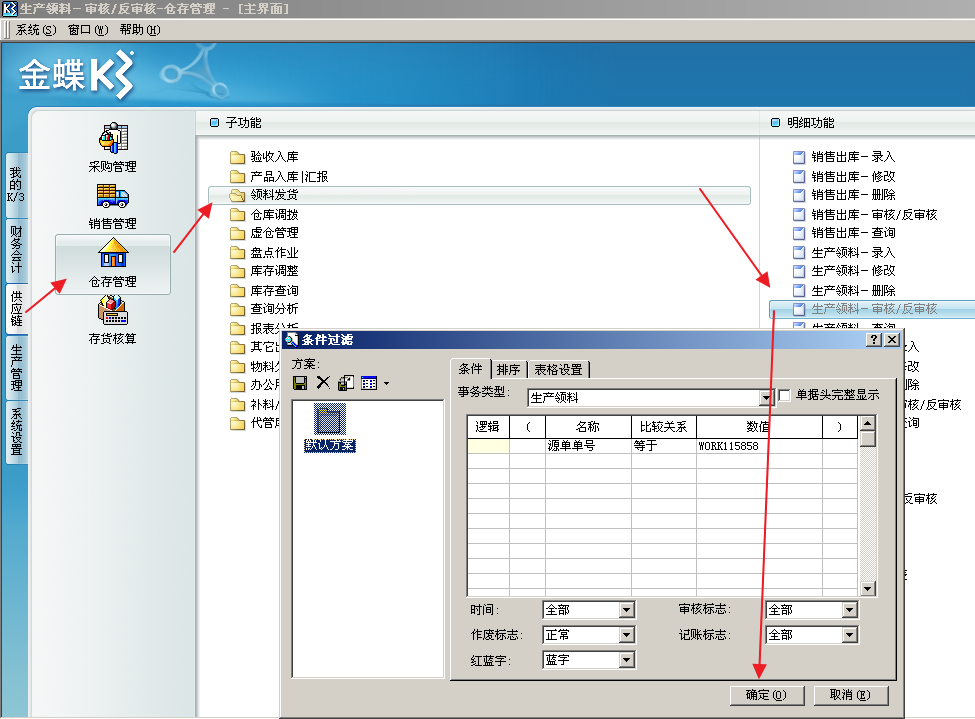 生产领料－审核/反审核-仓存管理 - [主界面]
系统(S) 窗口(W) 帮助(H)
金蝶K3
我的K/3
财务会计
供应链
生产管理
系统设置
采购管理
销售管理
仓存管理
存货核算
子功能
验收入库
产品入库|汇报
领料发货
仓库调拨
虚仓管理
盘点作业
库存调整
库存查询
查询分析
报表分析
其它
物料
办公
补料/
代管
明细功能
销售出库－录入
销售出库－修改
销售出库－删除
销售出库－审核/反审核
销售出库－查询
生产领料－录入
生产领料－修改
生产领料－删除
生产领料－审核/反审核
生产领料－查询
录入
修改
删除
审核/反审核
查询
反审核
条件过滤
方案:
默认方案
条件 排序 表格设置
事务类型: 生产领料 单据头完整显示
逻辑 ( 名称 比较关系 数值 )
源单单号 等于 WORK115858
时间: 全部 审核标志: 全部
作废标志: 正常 记账标志: 全部
红蓝字: 蓝字
确定(O) 取消(E)